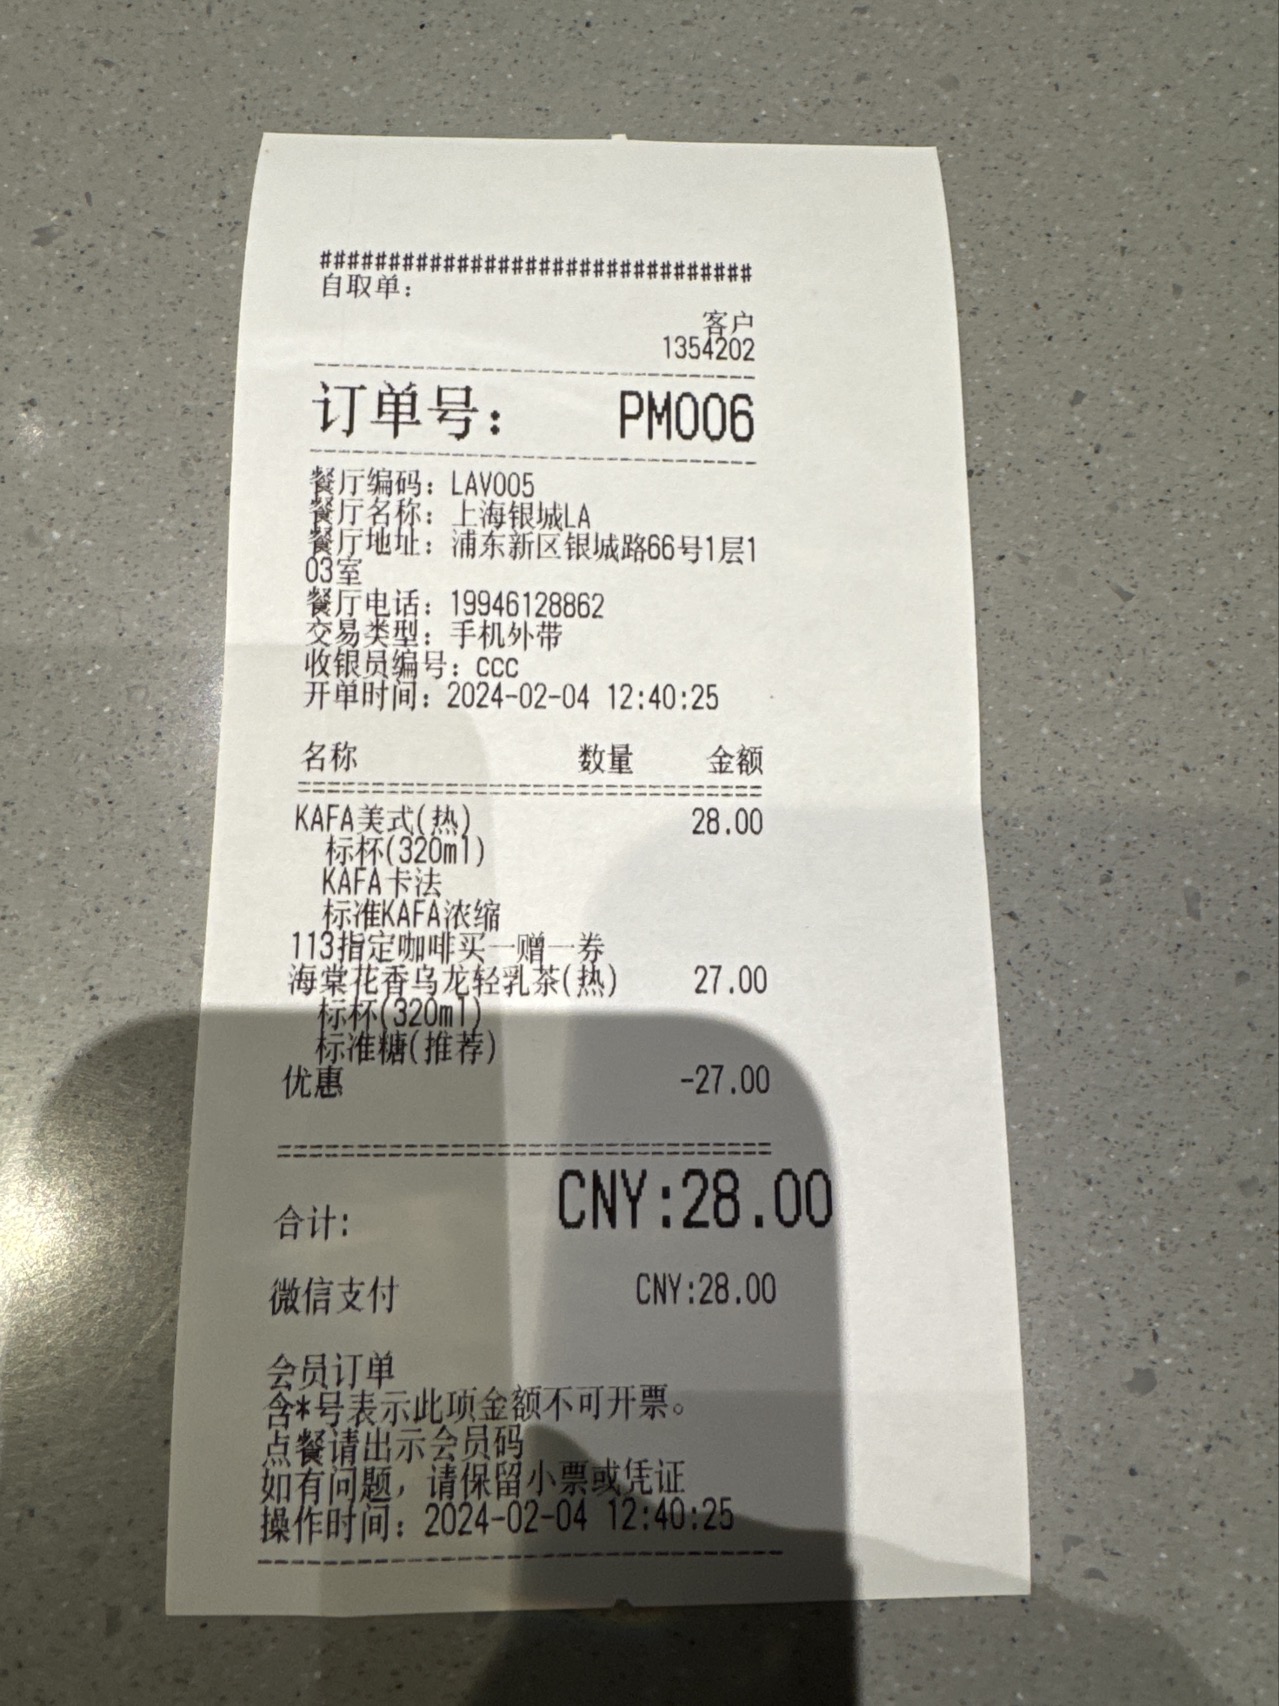 ################################
自取单:
客户
1354202
订单号: PM006
餐厅编码: LAV005
餐厅名称: 上海银城LA
餐厅地址: 浦东新区银城路66号1层1
03室
餐厅电话: 19946128862
交易类型: 手机外带
收银员编号: ccc
开单时间: 2024-02-04 12:40:25
名称 数量 金额
KAFA美式(热) 28.00
标杯(320ml)
KAFA卡法
标准KAFA浓缩
113指定咖啡买一赠一券
海棠花香乌龙轻乳茶(热) 27.00
标杯(320ml)
标准糖(推荐)
优惠 -27.00
合计: CNY:28.00
微信支付 CNY:28.00
会员订单
含*号表示此项金额不可开票。
点餐请出示会员码
如有问题，请保留小票或凭证
操作时间: 2024-02-04 12:40:25